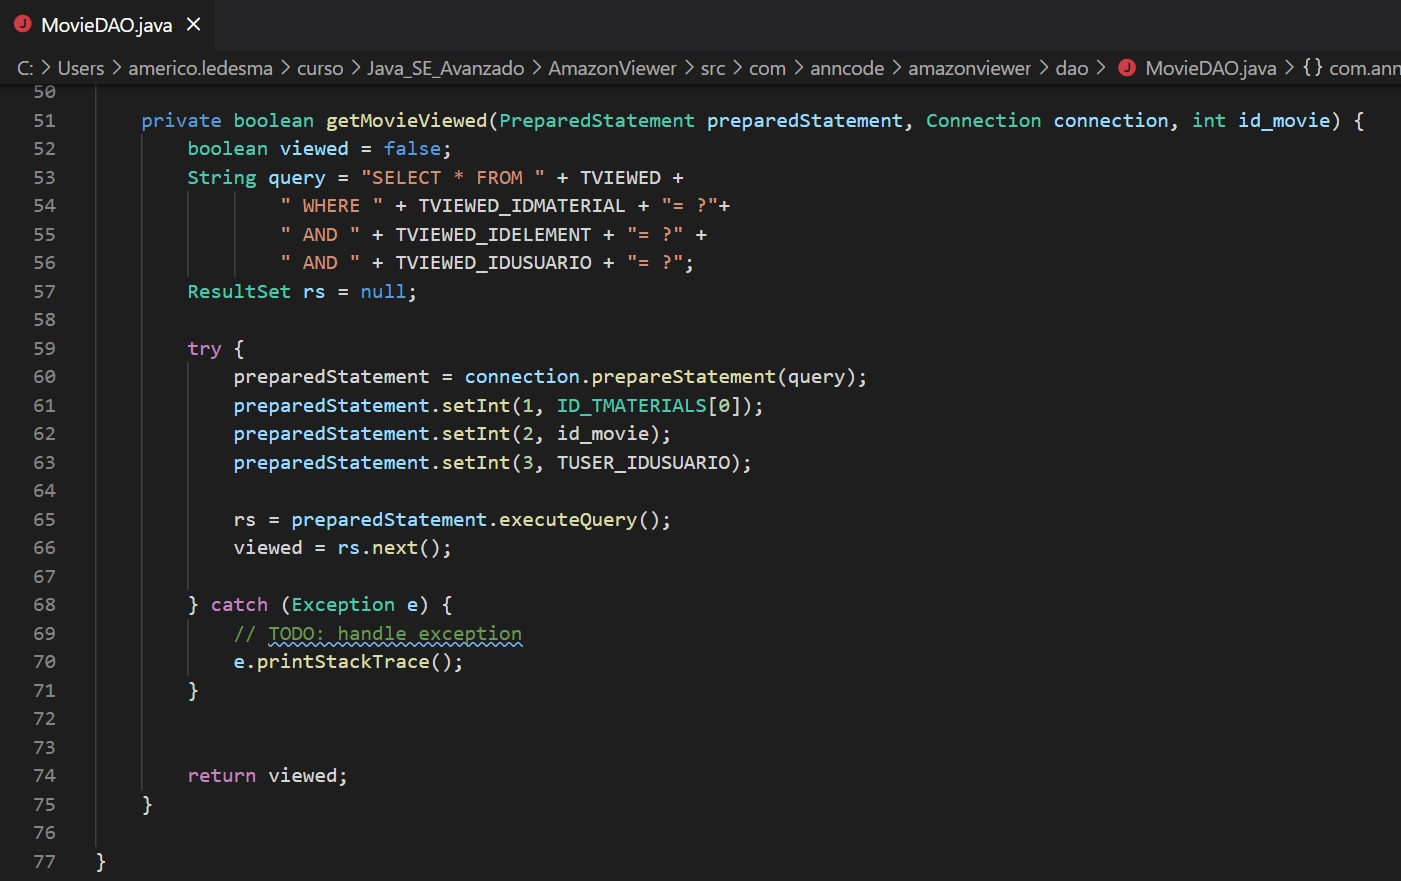 MovieDAO.java
C: > Users > americo.ledesma > curso > Java_SE_Avanzado > AmazonViewer > src > com > anncode > amazonviewer > dao > MovieDAO.java > {} com.ann
50
51 private boolean getMovieViewed(PreparedStatement preparedStatement, Connection connection, int id_movie) {
52 boolean viewed = false;
53 String query = "SELECT * FROM " + TVIEWED +
54 " WHERE " + TVIEWED_IDMATERIAL + "= ?"+
55 " AND " + TVIEWED_IDELEMENT + "= ?" +
56 " AND " + TVIEWED_IDUSUARIO + "= ?";
57 ResultSet rs = null;
58
59 try {
60 preparedStatement = connection.prepareStatement(query);
61 preparedStatement.setInt(1, ID_TMATERIALS[0]);
62 preparedStatement.setInt(2, id_movie);
63 preparedStatement.setInt(3, TUSER_IDUSUARIO);
64
65 rs = preparedStatement.executeQuery();
66 viewed = rs.next();
67
68 } catch (Exception e) {
69 // TODO: handle exception
70 e.printStackTrace();
71 }
72
73
74 return viewed;
75 }
76
77 }